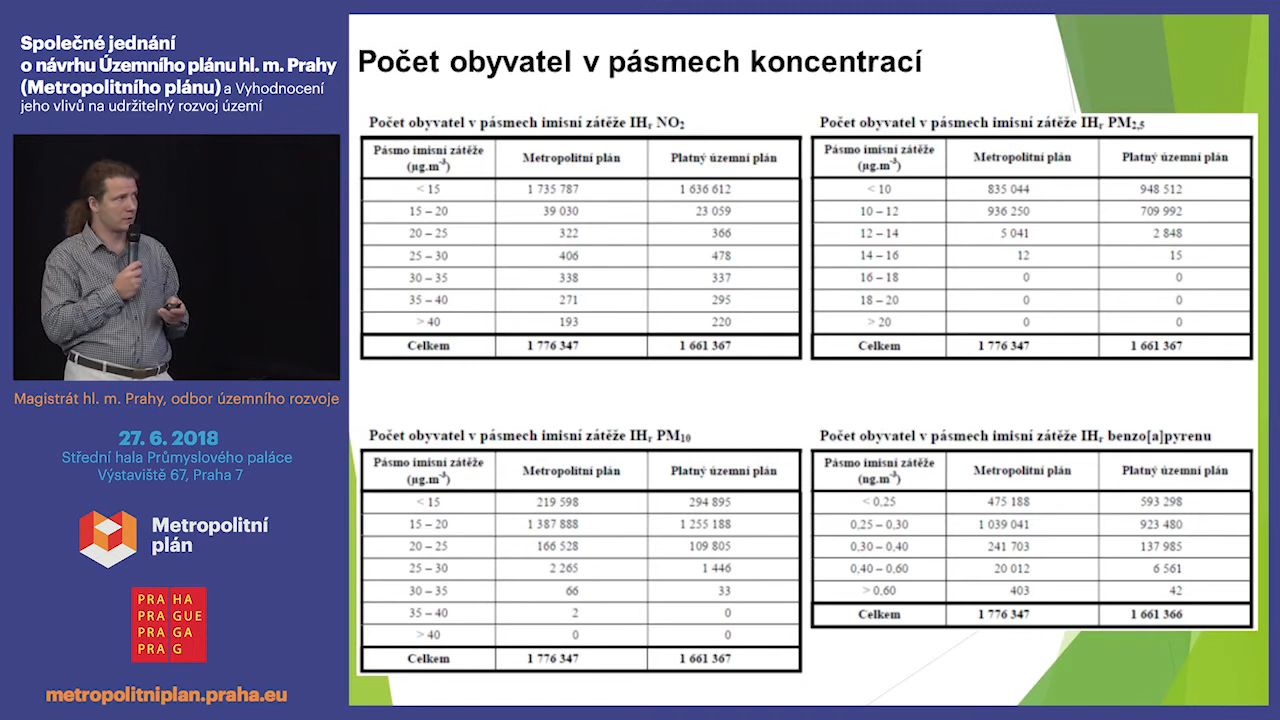 Společné jednání
o návrhu Územního plánu hl. m. Prahy
(Metropolitního plánu) a Vyhodnocení
jeho vlivů na udržitelný rozvoj území
Magistrát hl. m. Prahy, odbor územního rozvoje
27. 6. 2018
Střední hala Průmyslového paláce
Výstaviště 67, Praha 7
Metropolitní
plán
PRA HA
PRA GUE
PRA GA
PRA G
metropolitniplan.praha.eu
Počet obyvatel v pásmech koncentrací
Počet obyvatel v pásmech imisní zátěže IHr NO2
Pásmo imisní zátěže (µg.m-3) Metropolitní plán Platný územní plán
< 15 1 735 787 1 636 612
15 – 20 39 030 23 059
20 – 25 322 366
25 – 30 406 478
30 – 35 338 337
35 – 40 271 295
> 40 193 220
Celkem 1 776 347 1 661 367
Počet obyvatel v pásmech imisní zátěže IHr PM2,5
Pásmo imisní zátěže (µg.m-3) Metropolitní plán Platný územní plán
< 10 835 044 948 512
10 – 12 936 250 709 992
12 – 14 5 041 2 848
14 – 16 12 15
16 – 18 0 0
18 – 20 0 0
> 20 0 0
Celkem 1 776 347 1 661 367
Počet obyvatel v pásmech imisní zátěže IHr PM10
Pásmo imisní zátěže (µg.m-3) Metropolitní plán Platný územní plán
< 15 219 598 294 895
15 – 20 1 387 888 1 255 188
20 – 25 166 528 109 805
25 – 30 2 265 1 446
30 – 35 66 33
35 – 40 2 0
> 40 0 0
Celkem 1 776 347 1 661 367
Počet obyvatel v pásmech imisní zátěže IHr benzo[a]pyrenu
Pásmo imisní zátěže (ng.m-3) Metropolitní plán Platný územní plán
< 0,25 475 188 593 298
0,25 – 0,30 1 039 041 923 480
0,30 – 0,40 241 703 137 985
0,40 – 0,60 20 012 6 561
> 0,60 403 42
Celkem 1 776 347 1 661 366